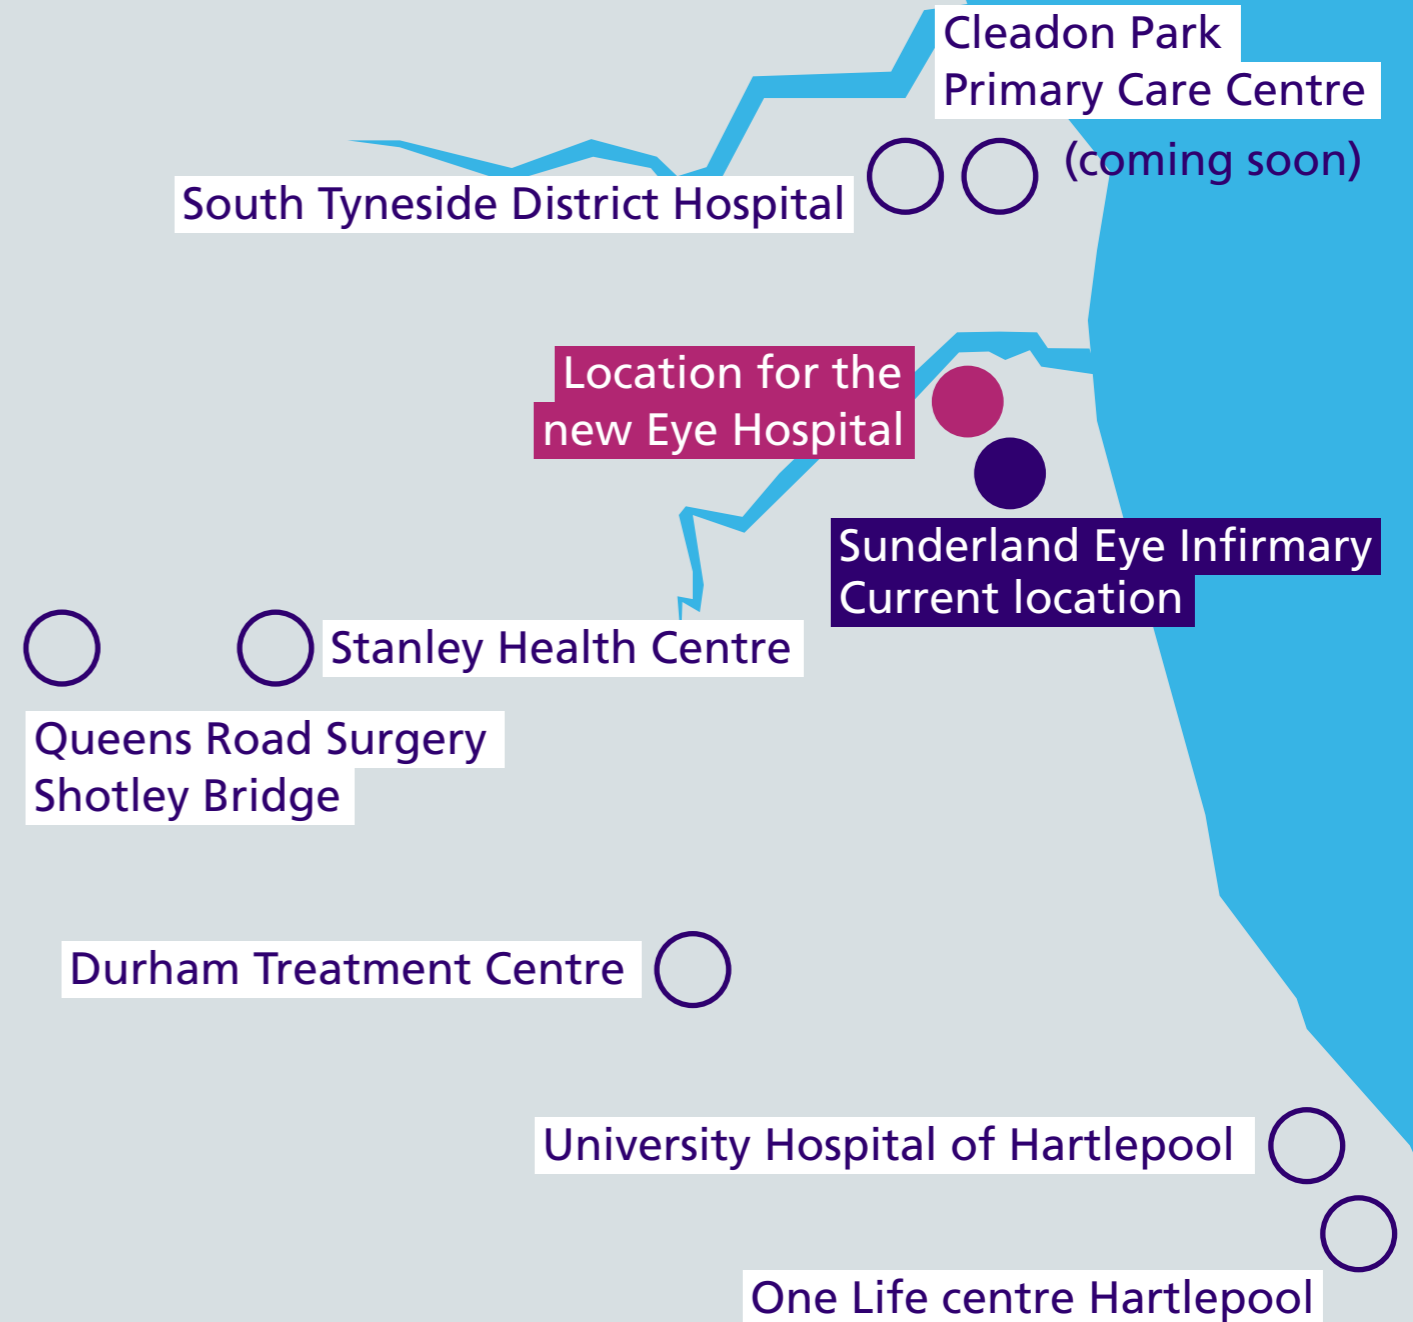 Cleadon Park
Primary Care Centre
(coming soon)
South Tyneside District Hospital
Location for the
new Eye Hospital
Sunderland Eye Infirmary
Current location
Stanley Health Centre
Queens Road Surgery
Shotley Bridge
Durham Treatment Centre
University Hospital of Hartlepool
One Life centre Hartlepool